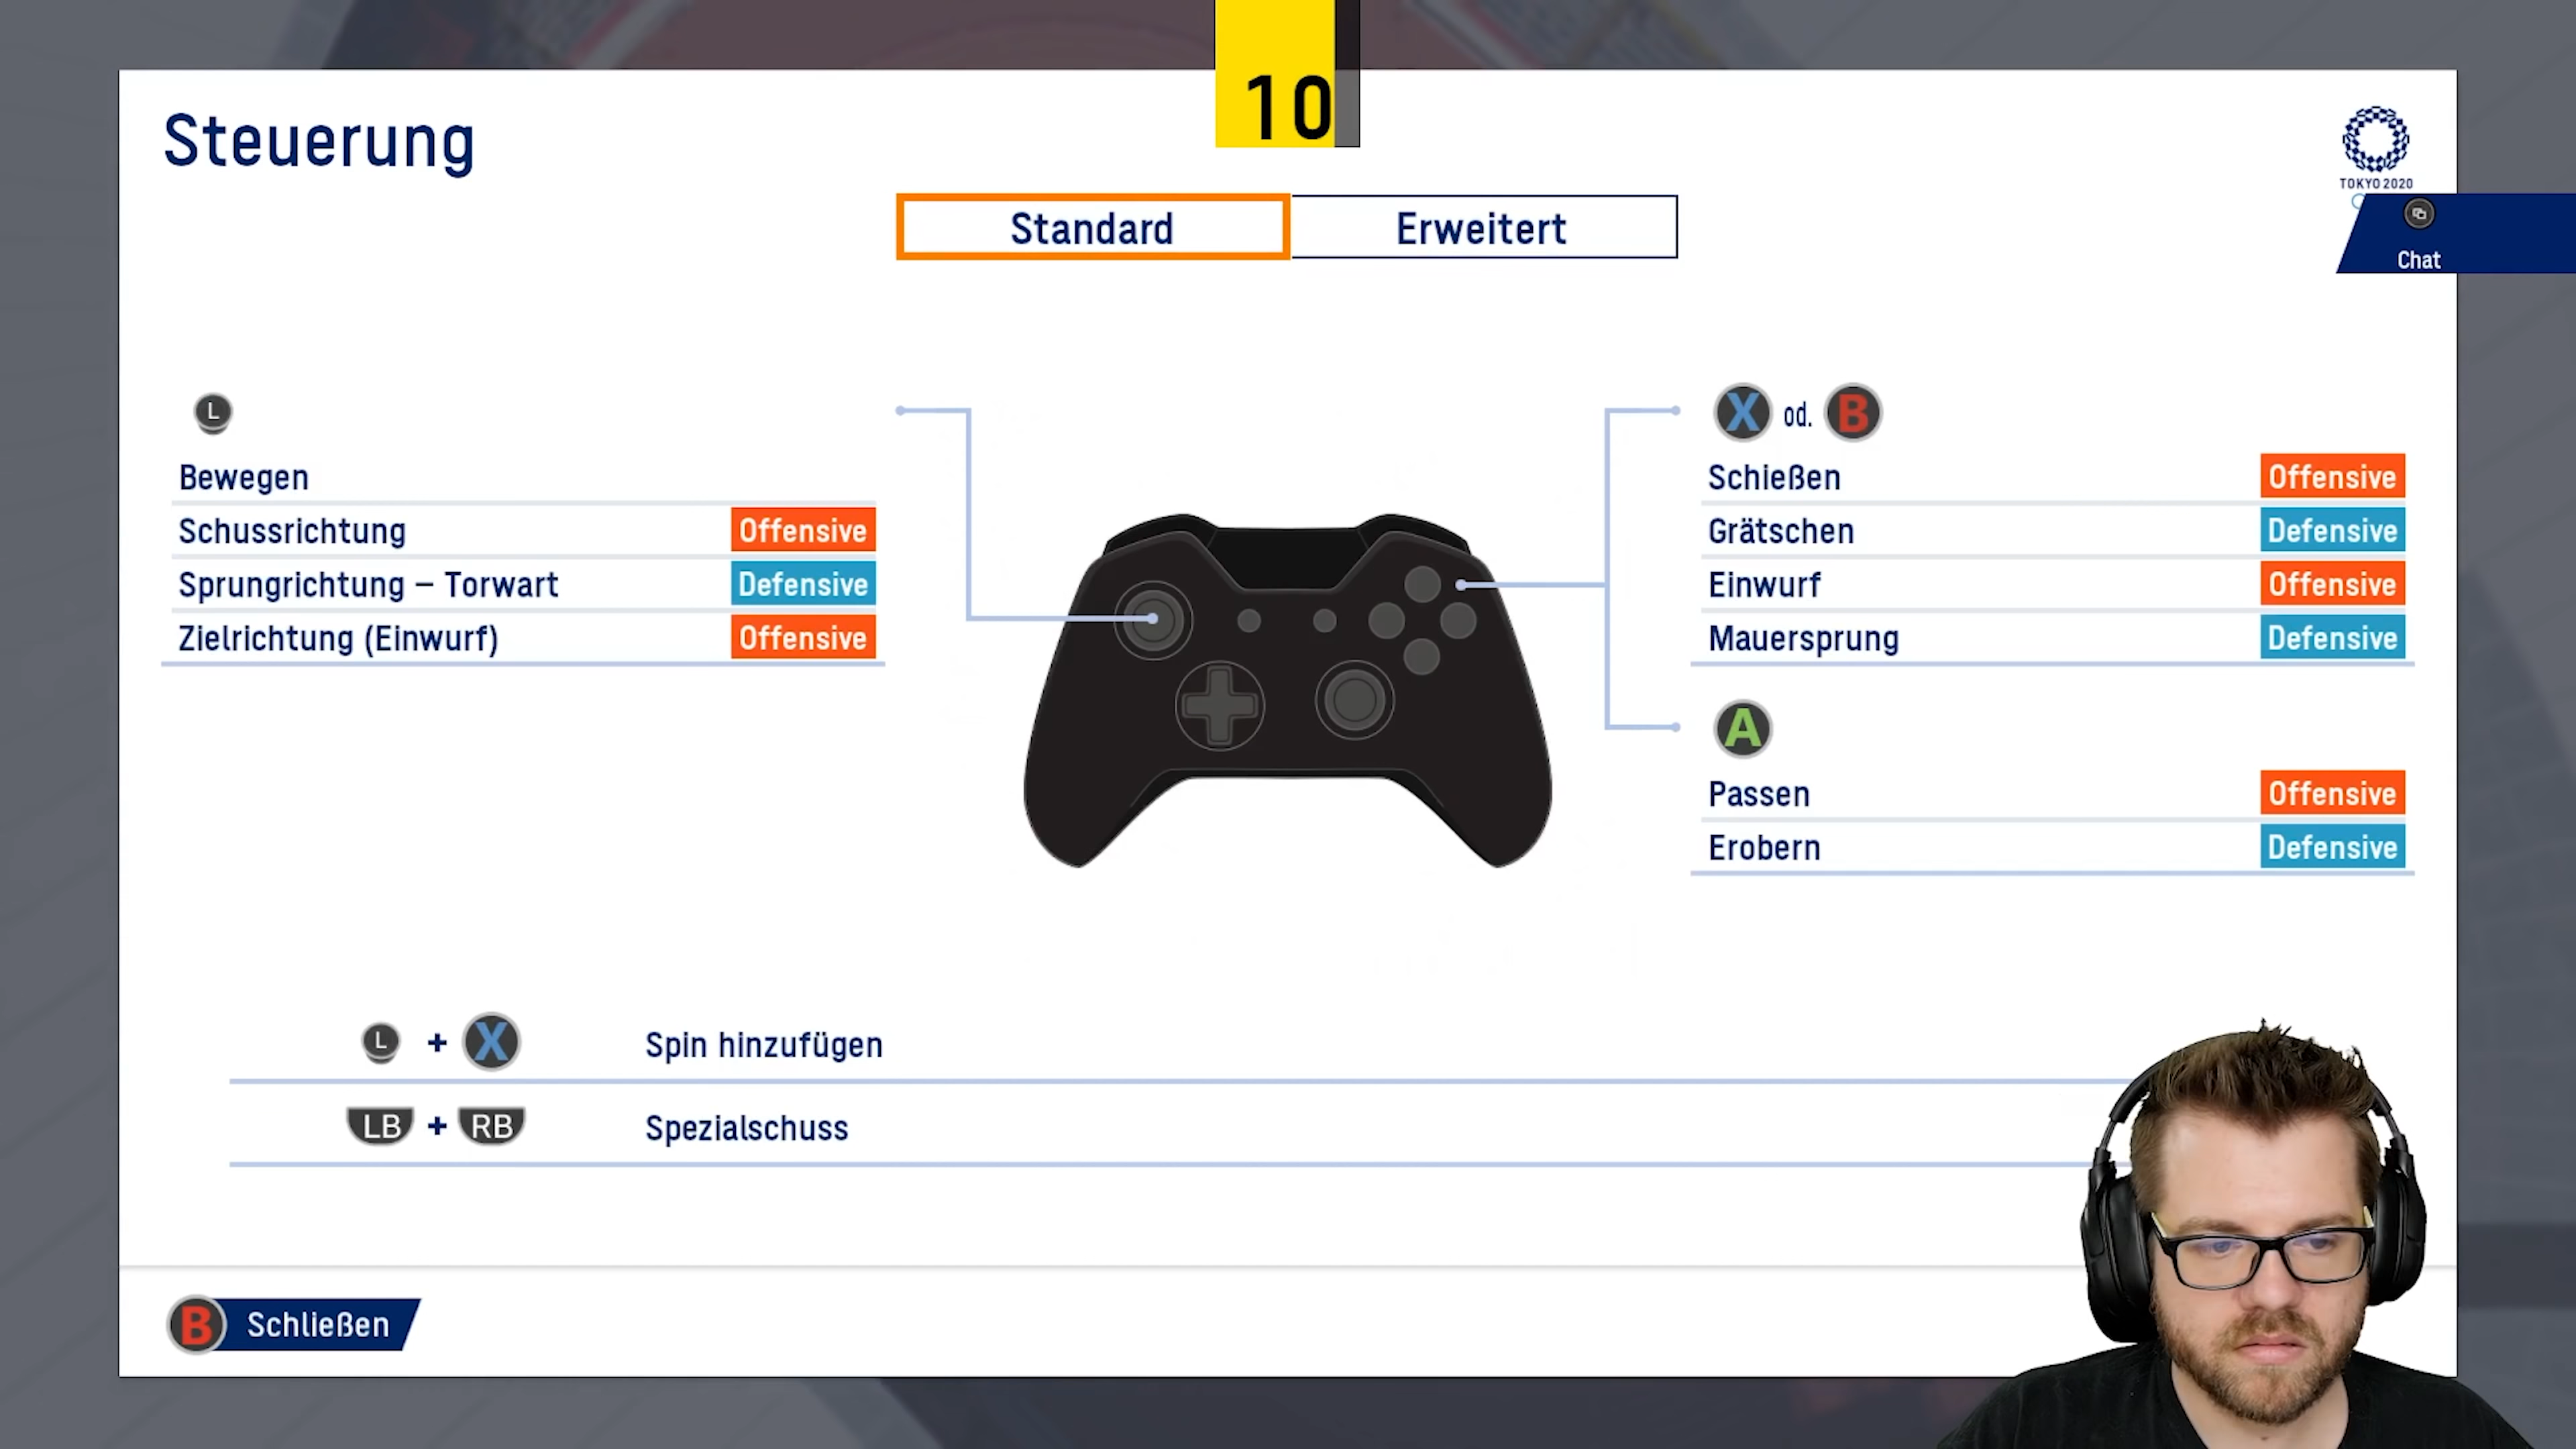 10
Steuerung
TOKYO 2020
Standard
Erweitert
Chat
L
Bewegen
Schussrichtung Offensive
Sprungrichtung – Torwart Defensive
Zielrichtung (Einwurf) Offensive
X od. B
Schießen Offensive
Grätschen Defensive
Einwurf Offensive
Mauersprung Defensive
A
Passen Offensive
Erobern Defensive
L + X Spin hinzufügen
LB + RB Spezialschuss
B Schließen